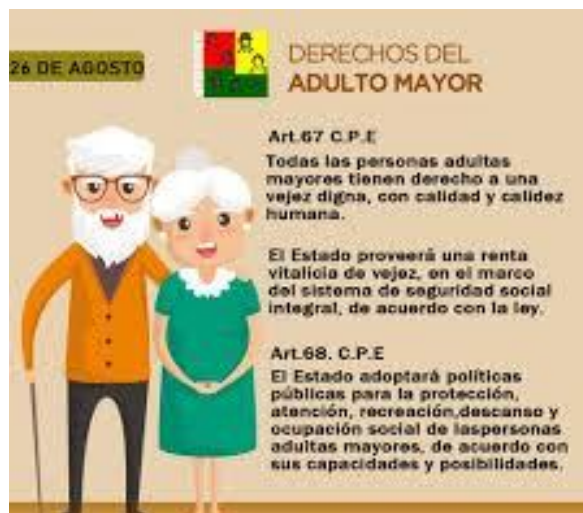 26 DE AGOSTO
DERECHOS DEL
ADULTO MAYOR
Art.67 C.P.E
Todas las personas adultas
mayores tienen derecho a una
vejez digna, con calidad y calidez
humana.
El Estado proveerá una renta
vitalicia de vejez, en el marco
del sistema de seguridad social
integral, de acuerdo con la ley.
Art.68. C.P.E
El Estado adoptará políticas
públicas para la protección,
atención, recreación,descanso y
ocupación social de laspersonas
adultas mayores, de acuerdo con
sus capacidades y posibilidades.